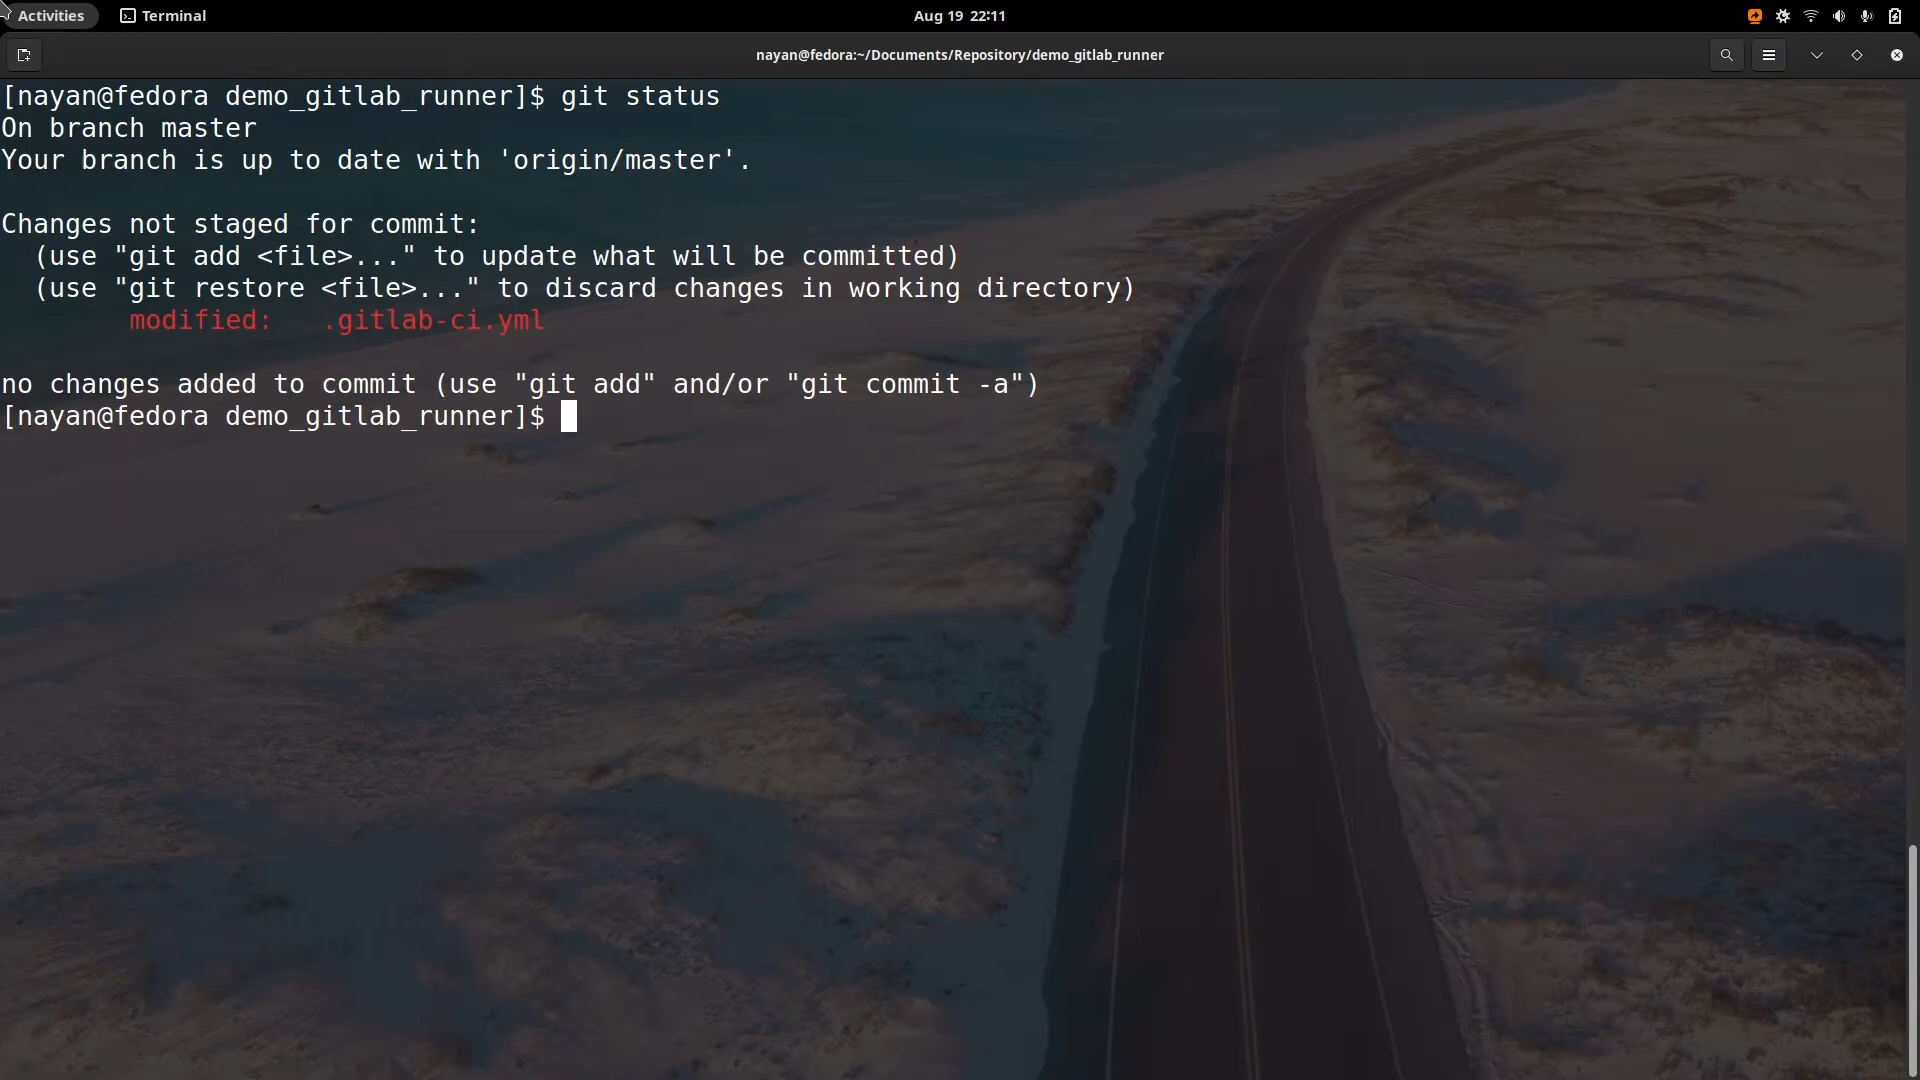 Activities
Terminal
Aug 19 22:11
nayan@fedora:~/Documents/Repository/demo_gitlab_runner
[nayan@fedora demo_gitlab_runner]$ git status
On branch master
Your branch is up to date with 'origin/master'.
Changes not staged for commit:
  (use "git add <file>..." to update what will be committed)
  (use "git restore <file>..." to discard changes in working directory)
        modified:   .gitlab-ci.yml
no changes added to commit (use "git add" and/or "git commit -a")
[nayan@fedora demo_gitlab_runner]$